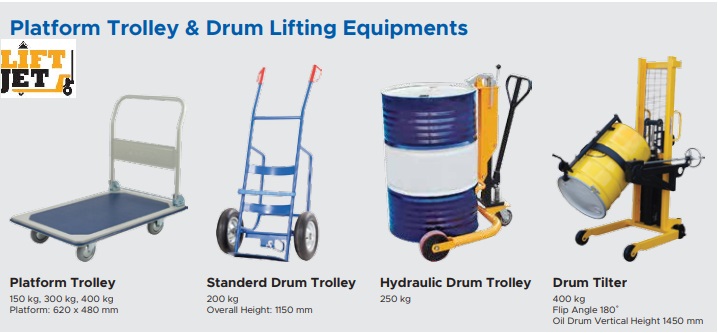 Platform Trolley & Drum Lifting Equipments
LIFT
JET
Platform Trolley
150 kg, 300 kg, 400 kg
Platform: 620 x 480 mm
Standerd Drum Trolley
200 kg
Overall Height: 1150 mm
Hydraulic Drum Trolley
250 kg
Drum Tilter
400 kg
Flip Angle 180°
Oil Drum Vertical Height 1450 mm